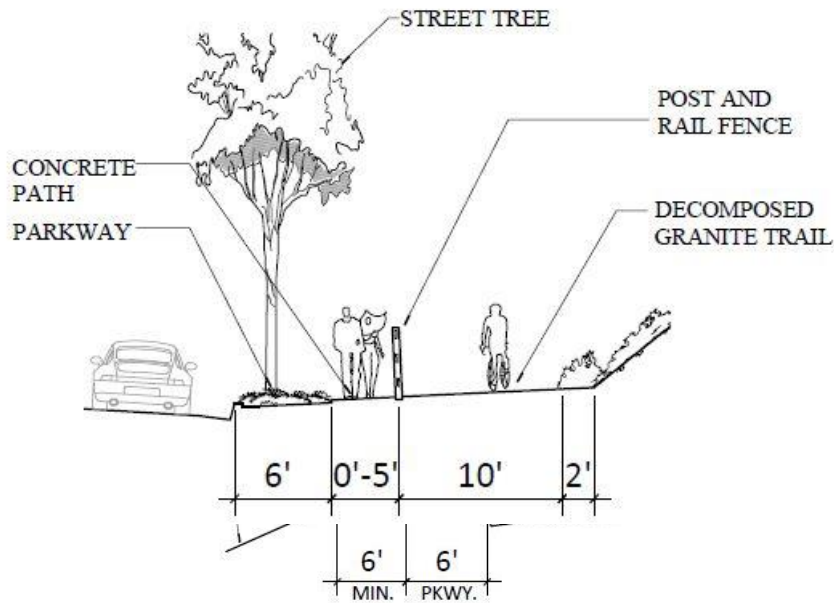 STREET TREE
POST AND
RAIL FENCE
CONCRETE
PATH
PARKWAY
DECOMPOSED
GRANITE TRAIL
6' 0'-5' 10' 2'
6' 6'
MIN. PKWY.